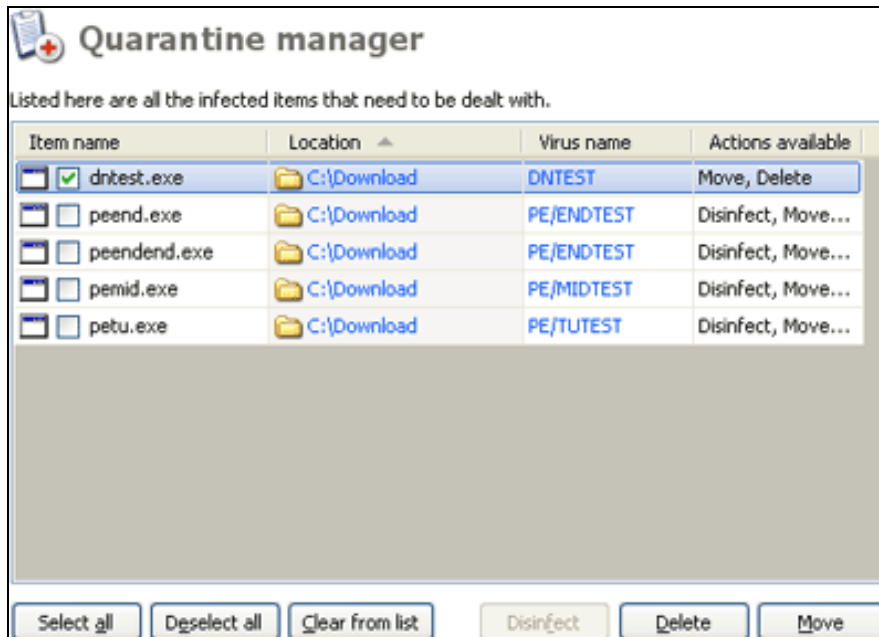 Quarantine manager
Listed here are all the infected items that need to be dealt with.
Item name Location Virus name Actions available
dntest.exe C:\Download DNTEST Move, Delete
peend.exe C:\Download PE/ENDTEST Disinfect, Move...
peendend.exe C:\Download PE/ENDTEST Disinfect, Move...
pemid.exe C:\Download PE/MIDTEST Disinfect, Move...
petu.exe C:\Download PE/TUTEST Disinfect, Move...
Select all Deselect all Clear from list Disinfect Delete Move